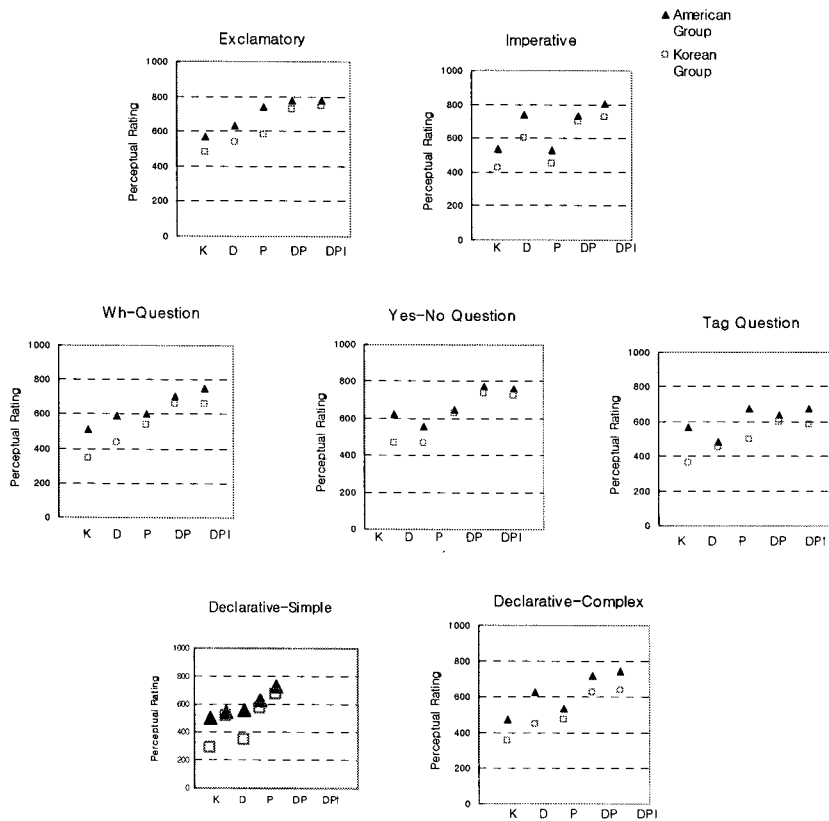 ▲ American
Group
Korean
Group
Exclamatory
Perceptual Rating
1000
800
600
400
200
0
K D P DP DPI
Imperative
Perceptual Rating
1000
800
600
400
200
0
K D P DP DPI
Wh-Question
Perceptual Rating
1000
800
600
400
200
0
K D P DP DPI
Yes-No Question
Perceptual Rating
1000
800
600
400
200
0
K D P DP DPI
Tag Question
Perceptual Rating
1000
800
600
400
200
0
K D P DP DPI
Declarative-Simple
Perceptual Rating
1000
800
600
400
200
0
K D P DP DPI
Declarative-Complex
Perceptual Rating
1000
800
600
400
200
0
K D P DP DPI